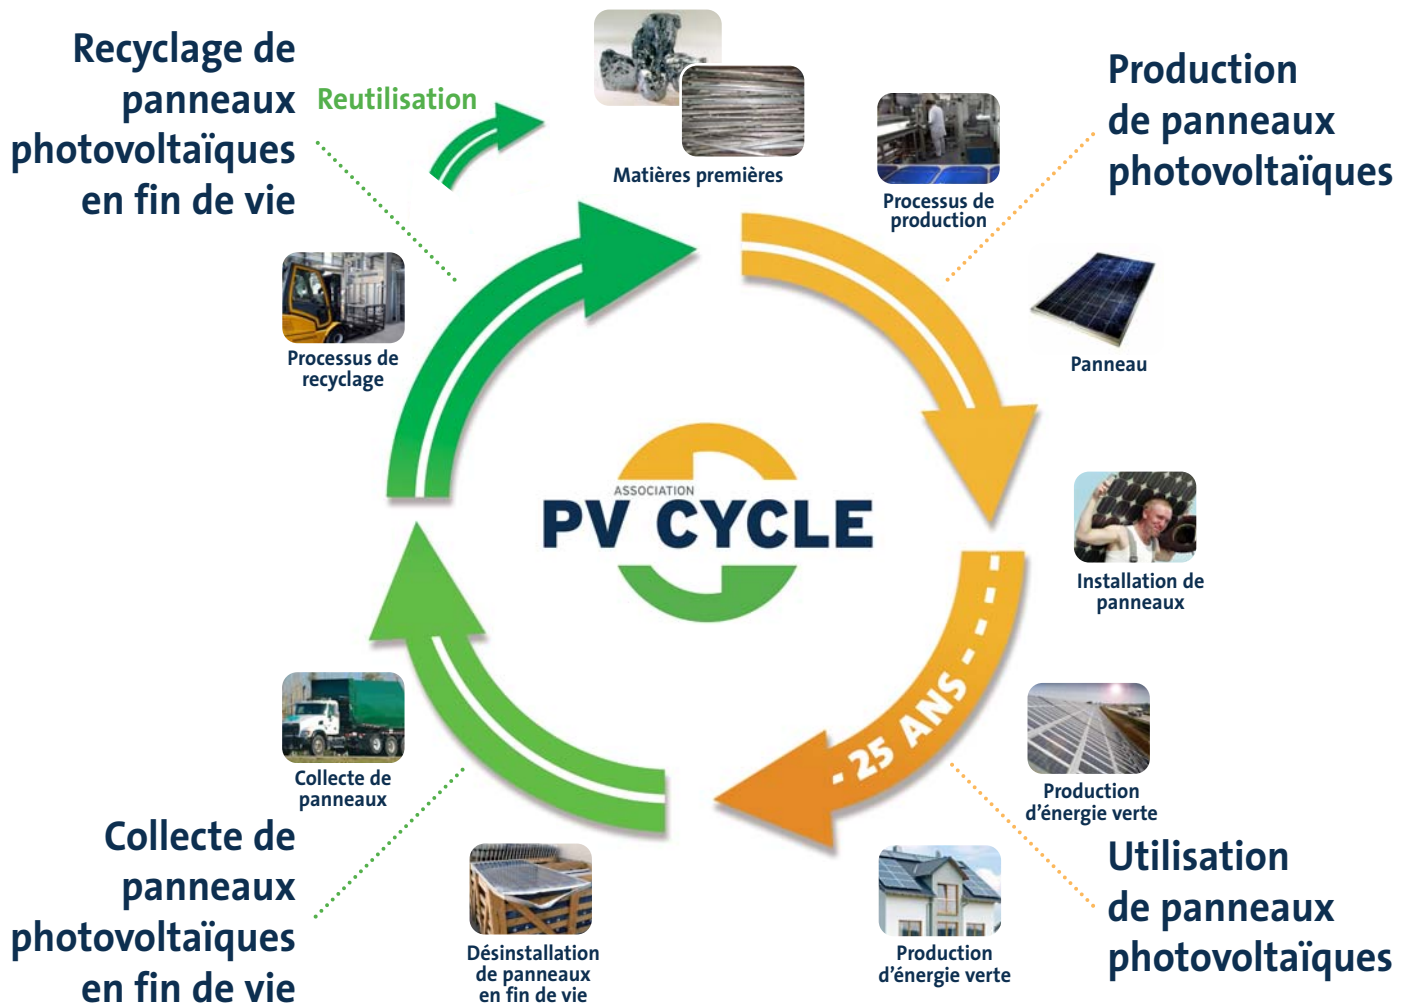 Recyclage de
panneaux
photovoltaïques
en fin de vie
Reutilisation
Matières premières
Processus de
production
Production
de panneaux
photovoltaïques
Panneau
Processus de
recyclage
ASSOCIATION
PV CYCLE
Installation de
panneaux
- 25 ANS -
Production
d'énergie verte
Utilisation
de panneaux
photovoltaïques
Production
d'énergie verte
Désinstallation
de panneaux
en fin de vie
Collecte de
panneaux
Collecte de
panneaux
photovoltaïques
en fin de vie